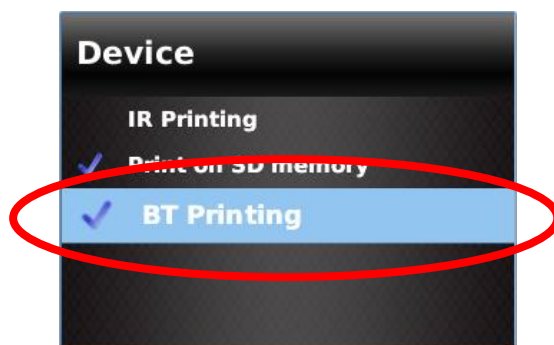 Device
IR Printing
Print on SD memory
BT Printing